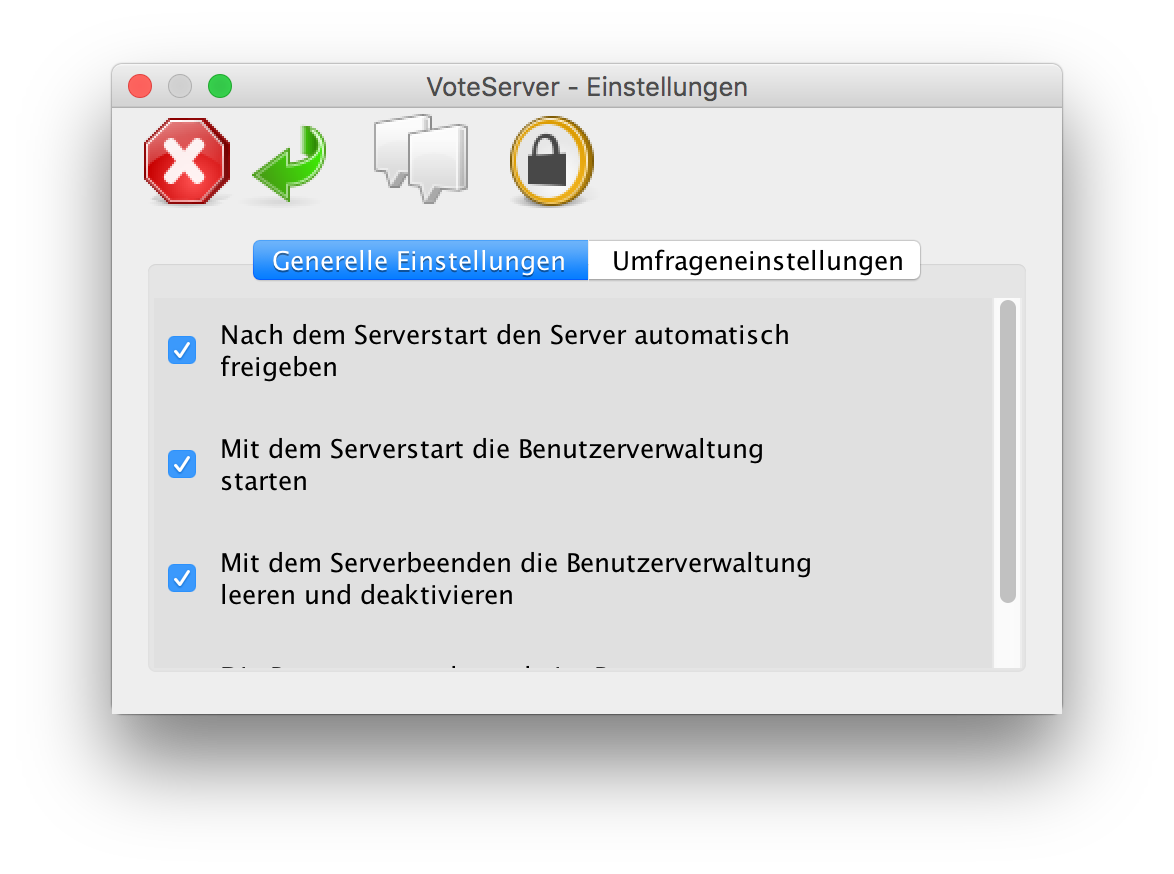 VoteServer - Einstellungen
Generelle Einstellungen
Umfrageneinstellungen
Nach dem Serverstart den Server automatisch
freigeben
Mit dem Serverstart die Benutzerverwaltung
starten
Mit dem Serverbeenden die Benutzerverwaltung
leeren und deaktivieren